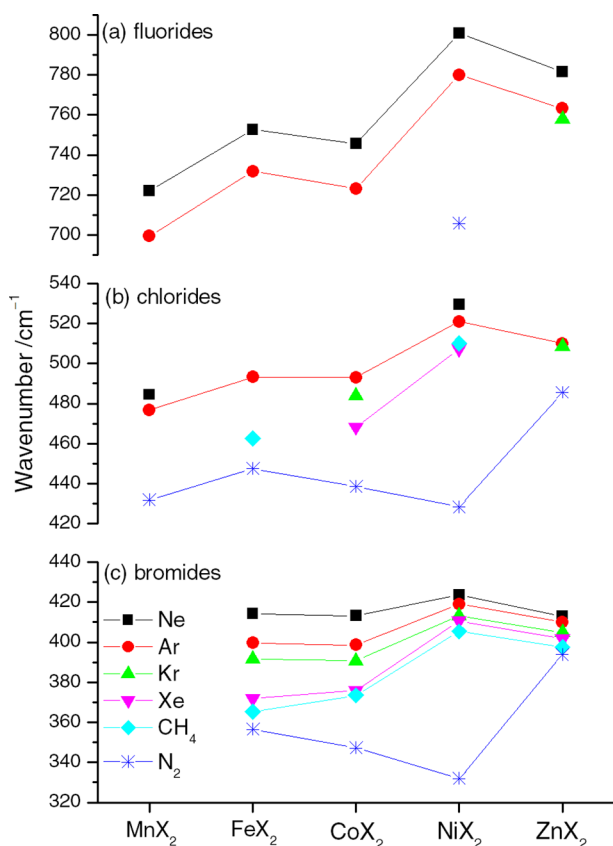 (a) fluorides
800
780
760
740
720
700
(b) chlorides
540
520
500
480
460
440
420
Wavenumber /cm⁻¹
(c) bromides
440
420
400
380
360
340
320
Ne
Ar
Kr
Xe
CH₄
N₂
MnX₂ FeX₂ CoX₂ NiX₂ ZnX₂